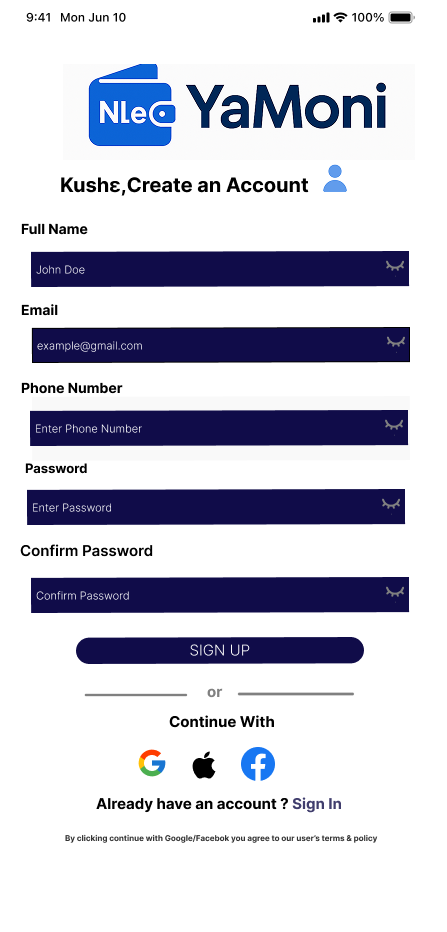 9:41 Mon Jun 10 100%
NLe YaMoni
Kushɛ,Create an Account
Full Name
John Doe
Email
example@gmail.com
Phone Number
Enter Phone Number
Password
Enter Password
Confirm Password
Confirm Password
SIGN UP
or
Continue With
Already have an account ? Sign In
By clicking continue with Google/Facebok you agree to our user's terms & policy